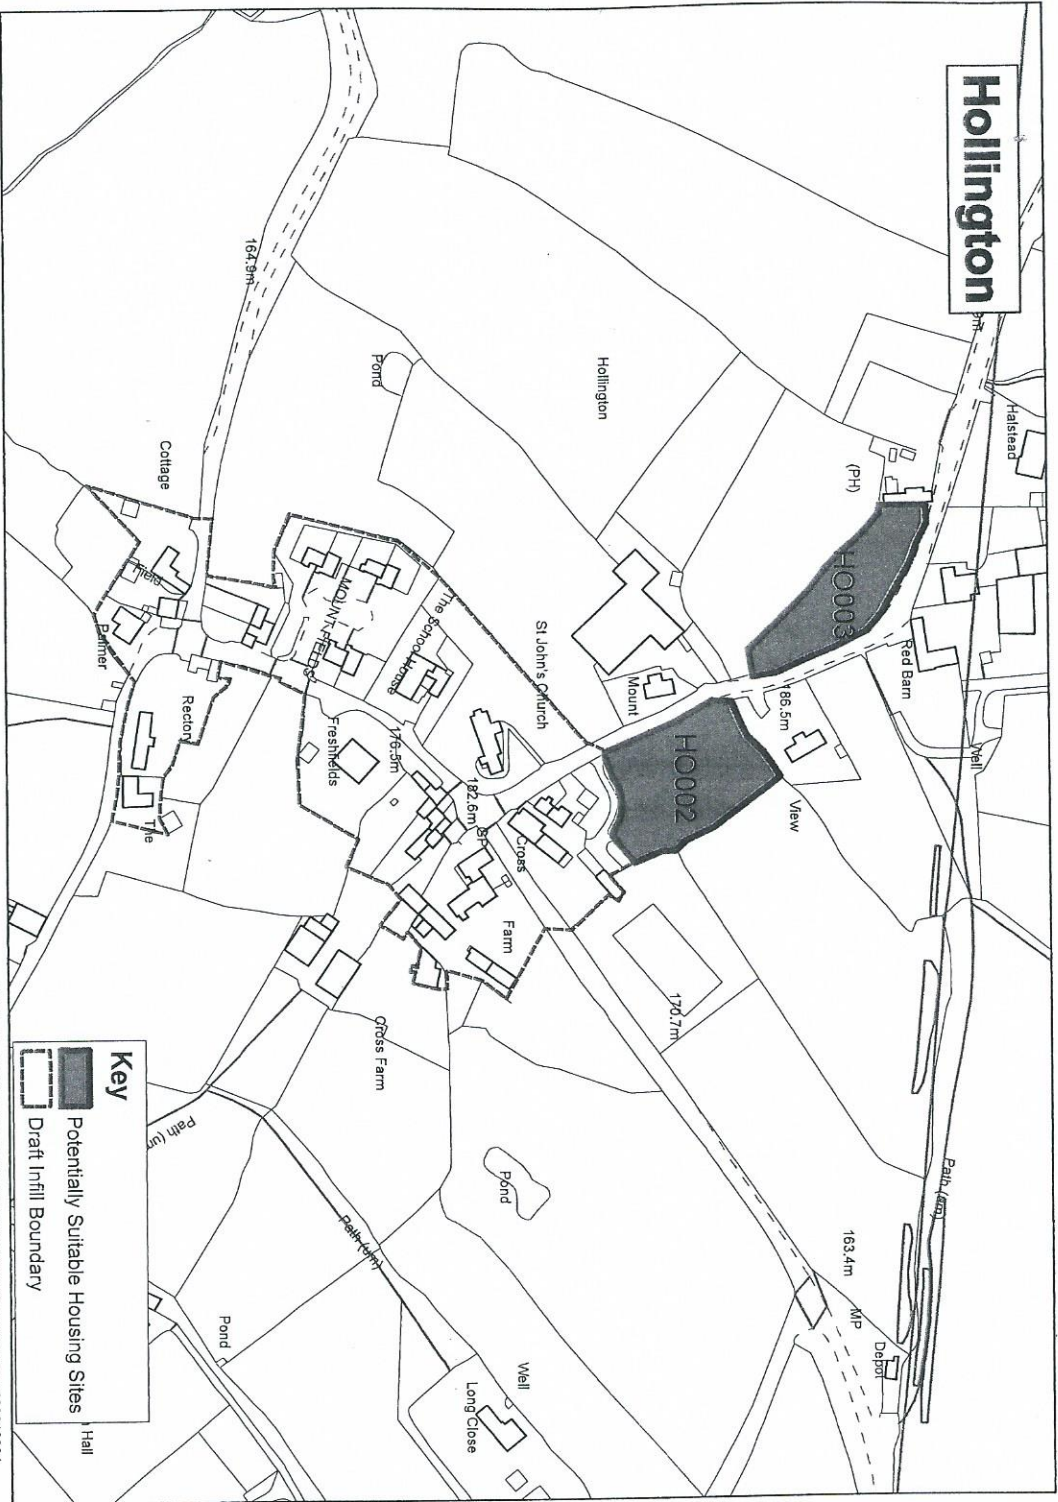 Hollington
Halstead
(PH)
HO003
Red Barn
Well
186.5m
View
Hollington
Mount
HO002
St John's Church
Pond
164.9m
Cottage
Field
Palmer
MOUNT FIELDS
The School House
Rectory
The
Freshfields
176.5m
182.6m
GP
Cross
Farm
170.7m
Cross Farm
Path (um)
Path (um)
Path (um)
Pond
163.4m
MP
Depot
Well
Long Close
Pond
Hall
Key
Potentially Suitable Housing Sites
Draft Infill Boundary